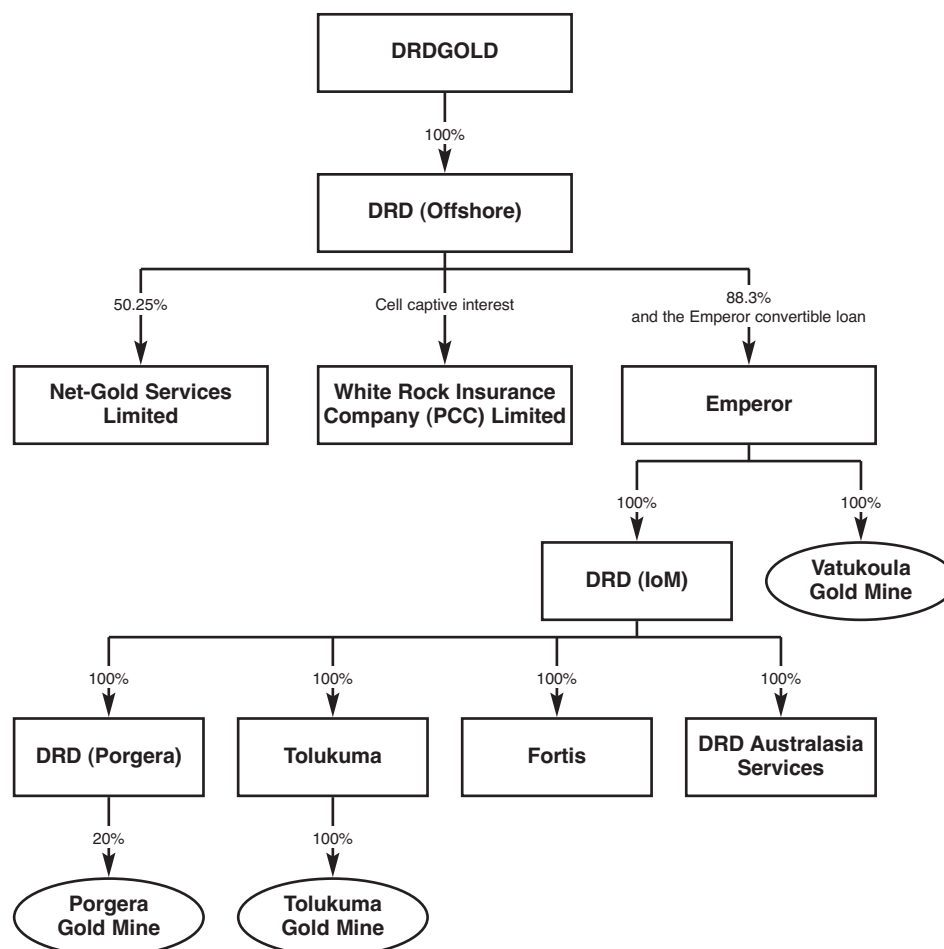 DRDGOLD
100%
DRD (Offshore)
50.25%
Cell captive interest
88.3%
and the Emperor convertible loan
Net-Gold Services
Limited
White Rock Insurance
Company (PCC) Limited
Emperor
100%
100%
DRD (IoM)
Vatukoula
Gold Mine
100%
100%
100%
100%
DRD (Porgera)
Tolukuma
Fortis
DRD Australasia
Services
20%
100%
Porgera
Gold Mine
Tolukuma
Gold Mine